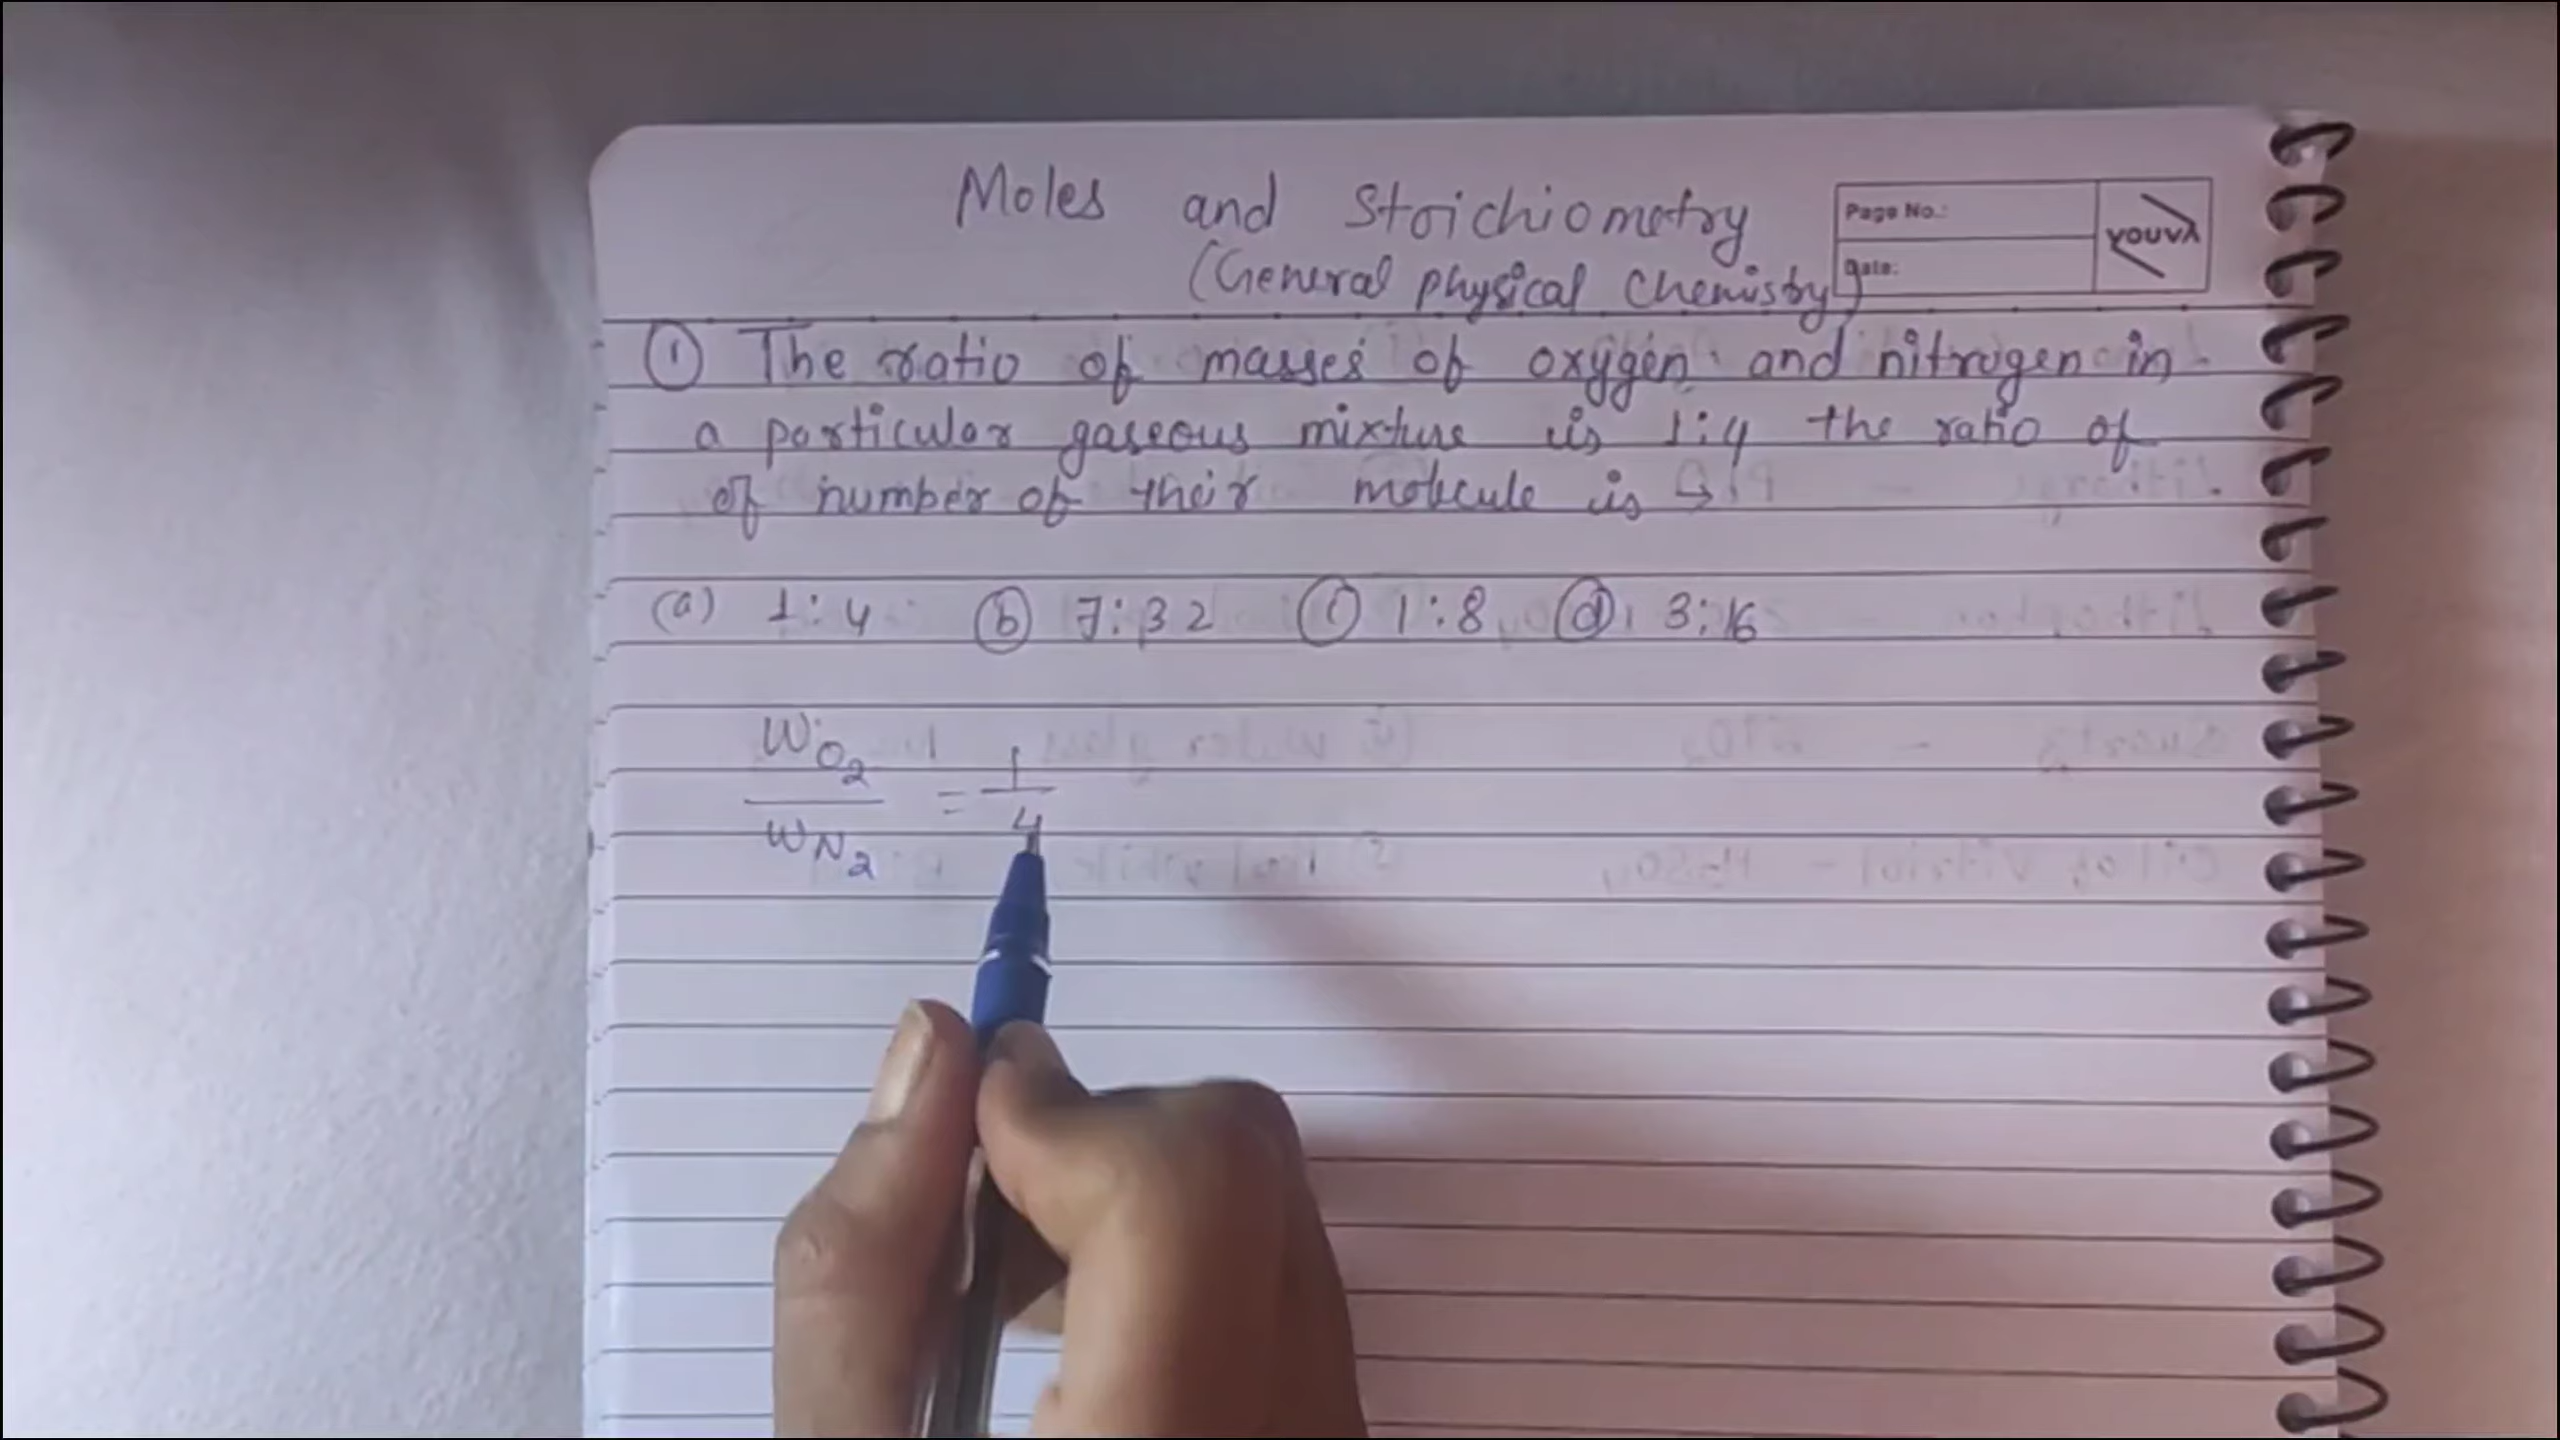 Moles and Stoichiometry
(General physical Chemistry)
Page No.:
Date:
YOUVA
① The ratio of masses of oxygen and nitrogen in
a particular gaseous mixture is 1:4 the ratio of
of number of their molecule is →
(a) 1:4 (b) 7:32 (c) 1:8 (d) 3:16
W O2 / W N2 = 1/4